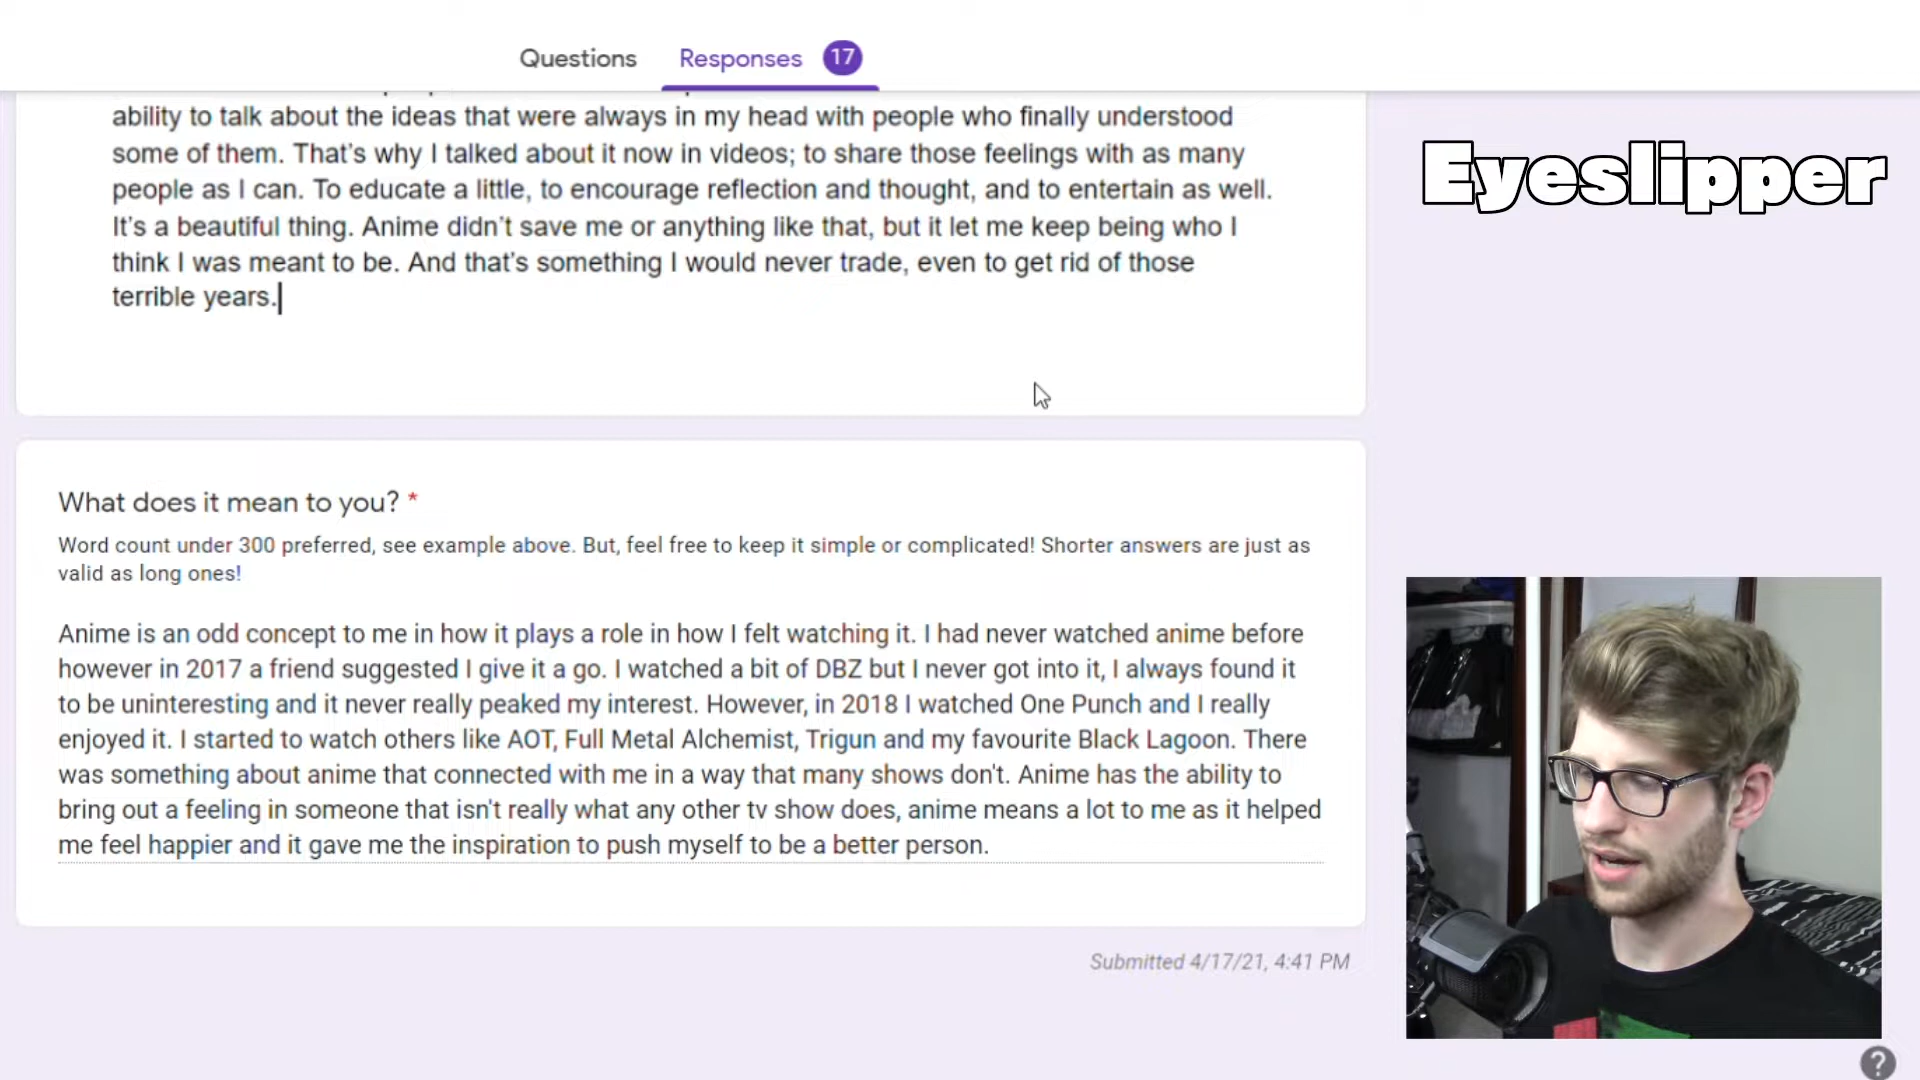 Questions Responses 17
ability to talk about the ideas that were always in my head with people who finally understood
some of them. That's why I talked about it now in videos; to share those feelings with as many
people as I can. To educate a little, to encourage reflection and thought, and to entertain as well.
It's a beautiful thing. Anime didn't save me or anything like that, but it let me keep being who I
think I was meant to be. And that's something I would never trade, even to get rid of those
terrible years.
Eyeslipper
What does it mean to you? *
Word count under 300 preferred, see example above. But, feel free to keep it simple or complicated! Shorter answers are just as
valid as long ones!
Anime is an odd concept to me in how it plays a role in how I felt watching it. I had never watched anime before
however in 2017 a friend suggested I give it a go. I watched a bit of DBZ but I never got into it, I always found it
to be uninteresting and it never really peaked my interest. However, in 2018 I watched One Punch and I really
enjoyed it. I started to watch others like AOT, Full Metal Alchemist, Trigun and my favourite Black Lagoon. There
was something about anime that connected with me in a way that many shows don't. Anime has the ability to
bring out a feeling in someone that isn't really what any other tv show does, anime means a lot to me as it helped
me feel happier and it gave me the inspiration to push myself to be a better person.
Submitted 4/17/21, 4:41 PM
?